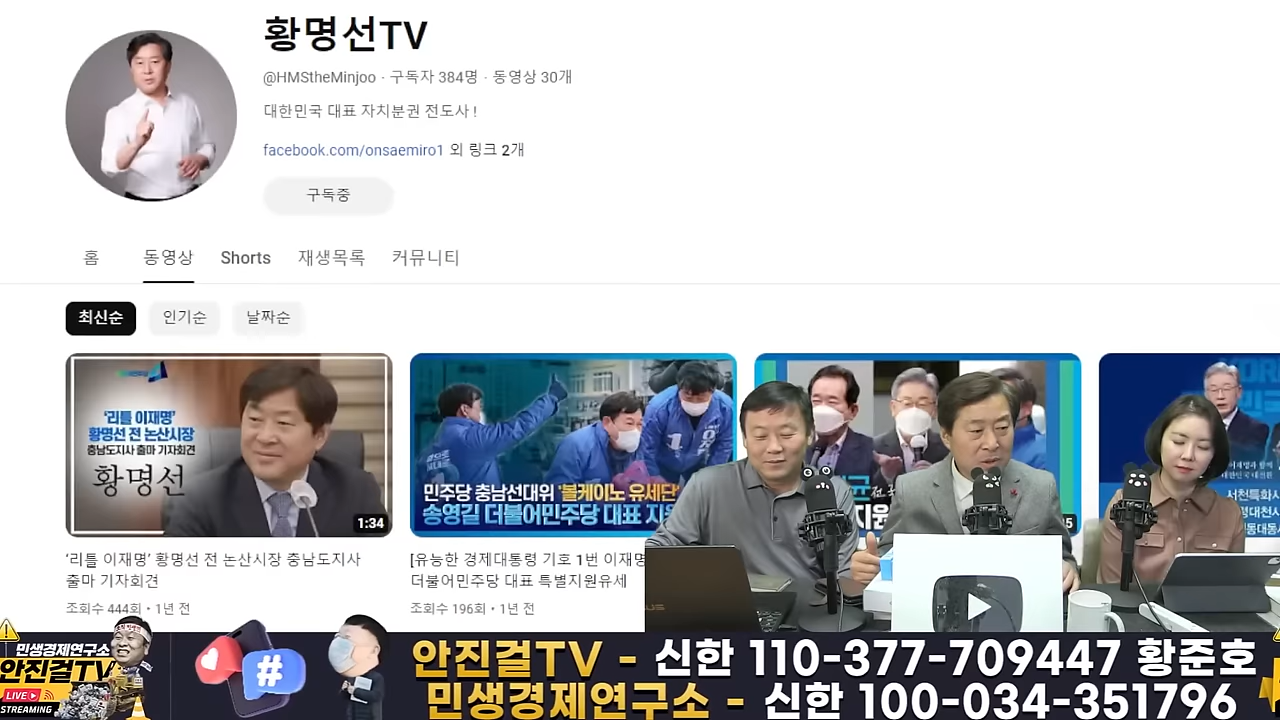 황명선TV
@HMStheMinjoo · 구독자 384명 · 동영상 30개
대한민국 대표 자치분권 전도사 !
facebook.com/onsaemiro1 외 링크 2개
구독중
홈 동영상 Shorts 재생목록 커뮤니티
최신순 인기순 날짜순
‘리틀 이재명’
황명선 전 논산시장
충남도지사 출마 기자회견
황명선
1:34
민주당 충남선대위 '볼케이노 유세단'
송영길 더불어민주당 대표 지원
‘리틀 이재명’ 황명선 전 논산시장 충남도지사
출마 기자회견
조회수 444회 • 1년 전
[유능한 경제대통령 기호 1번 이재명
더불어민주당 대표 특별지원유세
조회수 196회 • 1년 전
서천특화시
민생경제연구소
안진걸TV
LIVE
STREAMING
#
안진걸TV - 신한 110-377-709447 황준호
민생경제연구소 - 신한 100-034-351796